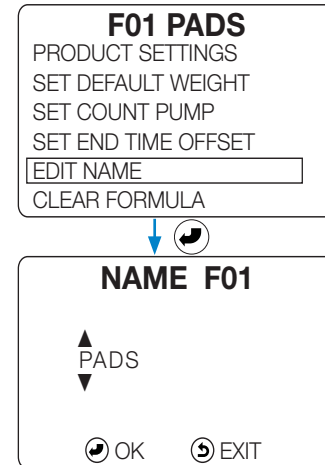 F01 PADS
PRODUCT SETTINGS
SET DEFAULT WEIGHT
SET COUNT PUMP
SET END TIME OFFSET
EDIT NAME
CLEAR FORMULA
NAME F01
PADS
OK EXIT